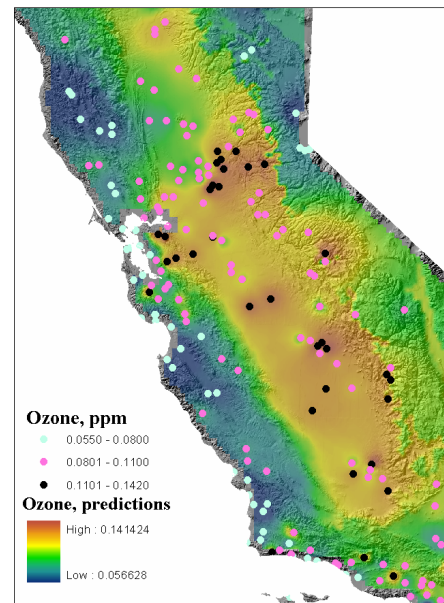 Ozone, ppm
0.0550 - 0.0800
0.0801 - 0.1100
0.1101 - 0.1420
Ozone, predictions
High : 0.141424
Low : 0.056628